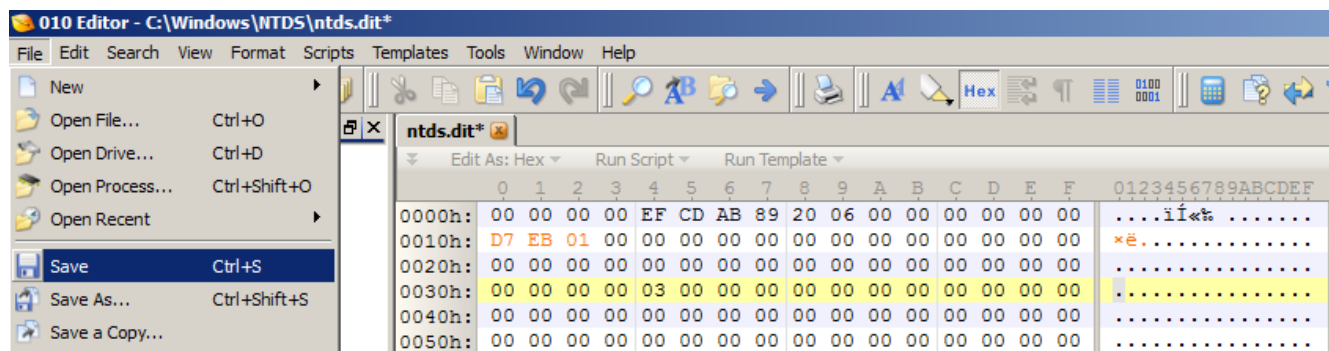 010 Editor - C:\Windows\NTDS\ntds.dit*
File Edit Search View Format Scripts Templates Tools Window Help
New
Open File... Ctrl+O
Open Drive... Ctrl+D
Open Process... Ctrl+Shift+O
Open Recent
Save Ctrl+S
Save As... Ctrl+Shift+S
Save a Copy...
Hex
0100
0001
ntds.dit*
Edit As: Hex Run Script Run Template
0 1 2 3 4 5 6 7 8 9 A B C D E F 0123456789ABCDEF
0000h: 00 00 00 00 EF CD AB 89 20 06 00 00 00 00 00 00 ....ïÍ«‰ .......
0010h: D7 EB 01 00 00 00 00 00 00 00 00 00 00 00 00 00 ×ë..............
0020h: 00 00 00 00 00 00 00 00 00 00 00 00 00 00 00 00 ................
0030h: 00 00 00 00 03 00 00 00 00 00 00 00 00 00 00 00 ................
0040h: 00 00 00 00 00 00 00 00 00 00 00 00 00 00 00 00 ................
0050h: 00 00 00 00 00 00 00 00 00 00 00 00 00 00 00 00 ................